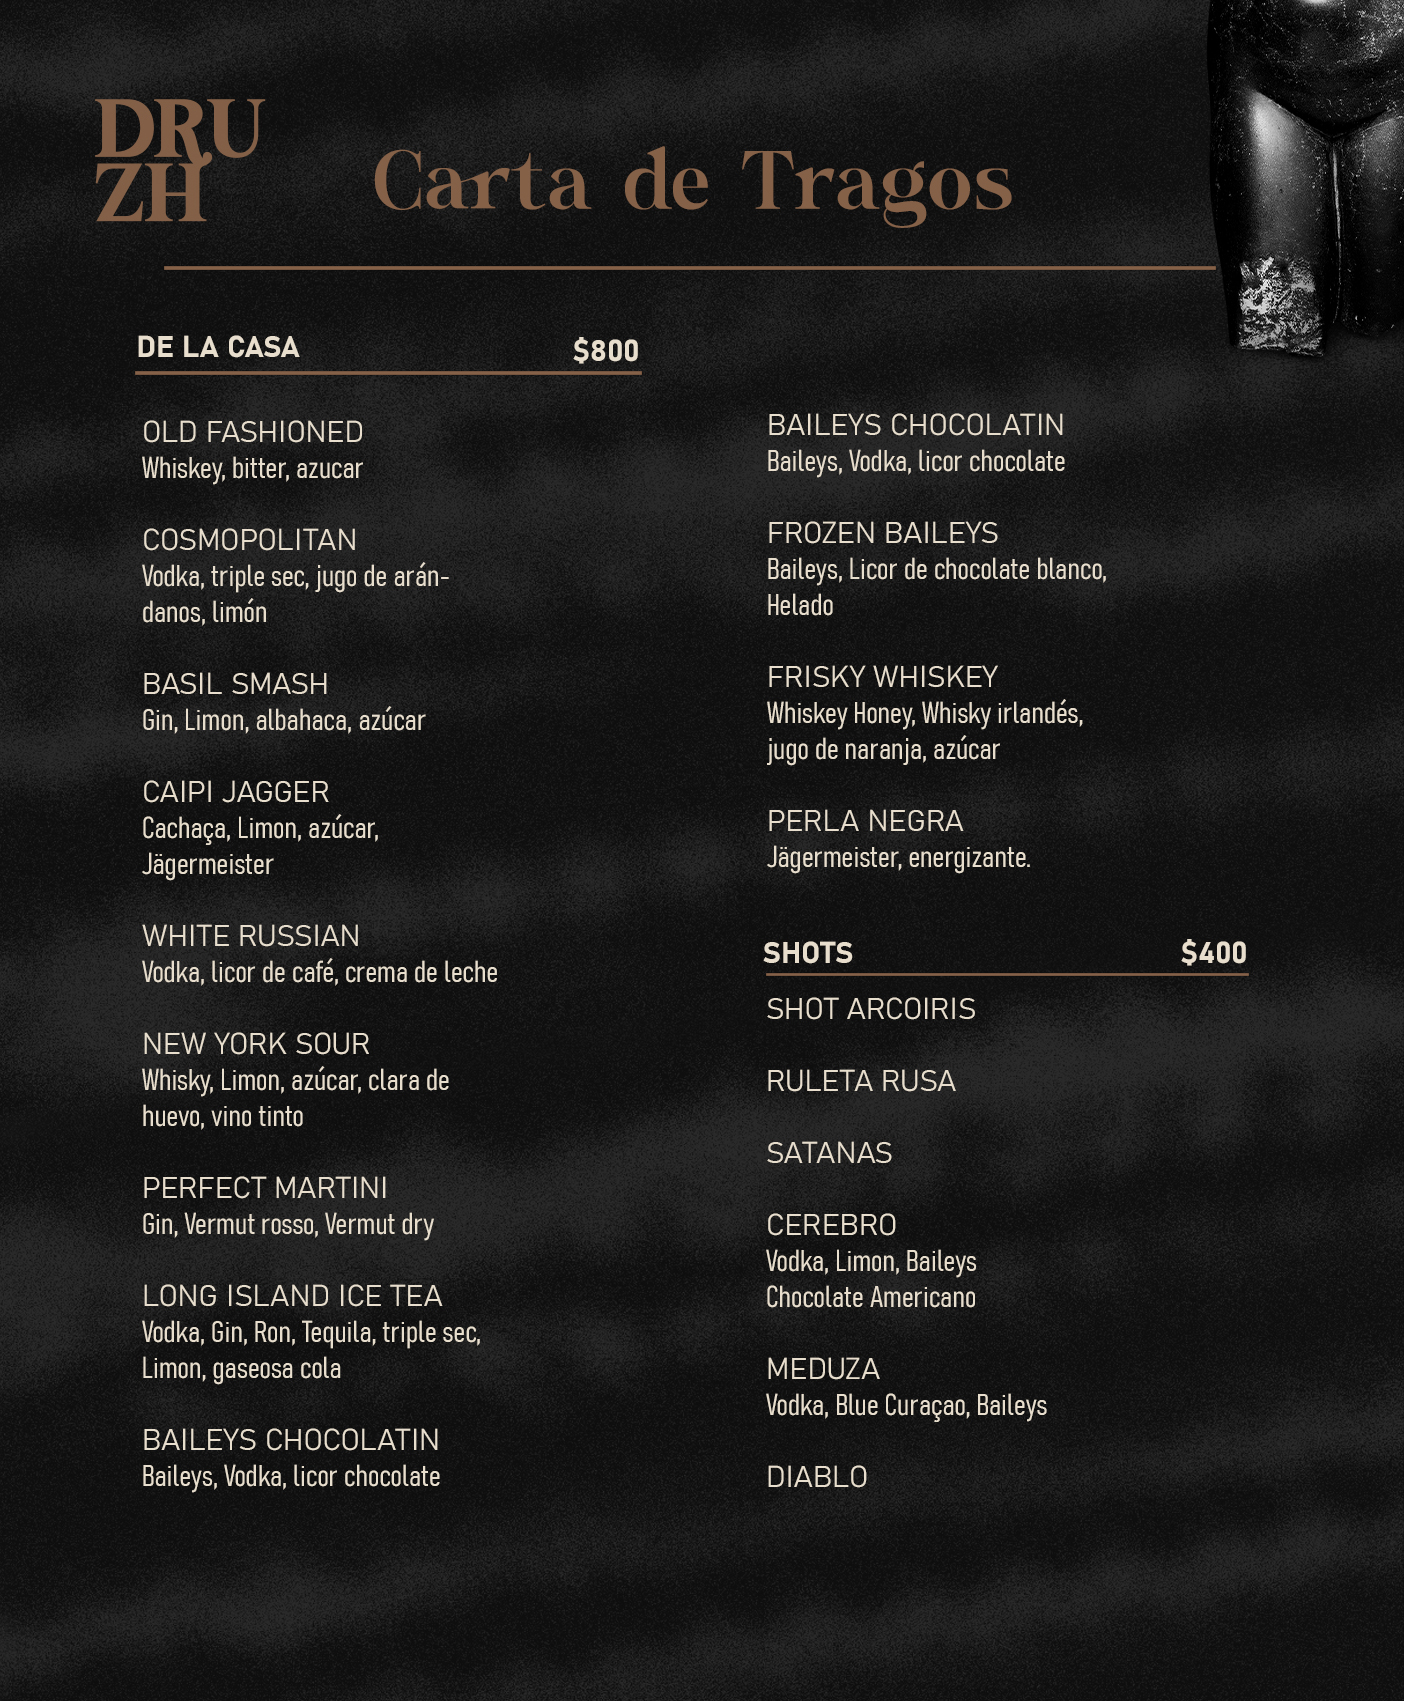 DRU
ZH
Carta de Tragos
DE LA CASA $800
OLD FASHIONED
Whiskey, bitter, azucar
COSMOPOLITAN
Vodka, triple sec, jugo de arán-
danos, limón
BASIL SMASH
Gin, Limon, albahaca, azúcar
CAIPI JAGGER
Cachaça, Limon, azúcar,
Jägermeister
WHITE RUSSIAN
Vodka, licor de café, crema de leche
NEW YORK SOUR
Whisky, Limon, azúcar, clara de
huevo, vino tinto
PERFECT MARTINI
Gin, Vermut rosso, Vermut dry
LONG ISLAND ICE TEA
Vodka, Gin, Ron, Tequila, triple sec,
Limon, gaseosa cola
BAILEYS CHOCOLATIN
Baileys, Vodka, licor chocolate
BAILEYS CHOCOLATIN
Baileys, Vodka, licor chocolate
FROZEN BAILEYS
Baileys, Licor de chocolate blanco,
Helado
FRISKY WHISKEY
Whiskey Honey, Whisky irlandés,
jugo de naranja, azúcar
PERLA NEGRA
Jägermeister, energizante.
SHOTS $400
SHOT ARCOIRIS
RULETA RUSA
SATANAS
CEREBRO
Vodka, Limon, Baileys
Chocolate Americano
MEDUZA
Vodka, Blue Curaçao, Baileys
DIABLO